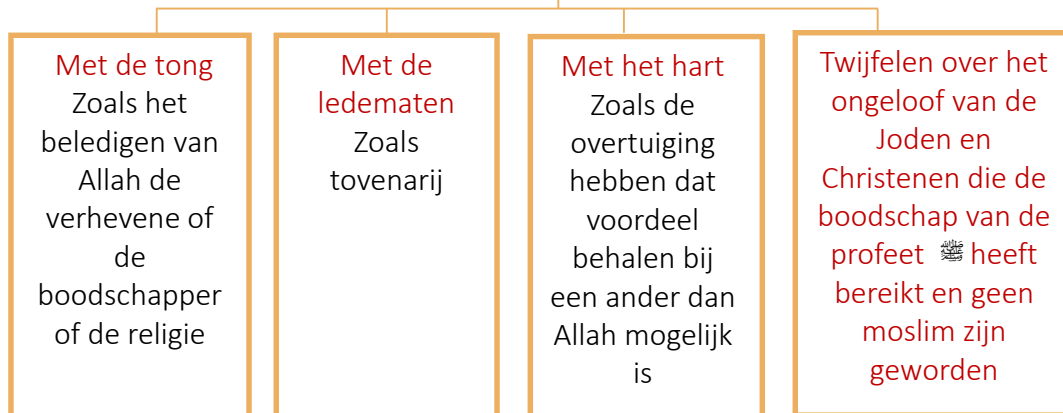 Met de tong
Zoals het
beledigen van
Allah de
verhevene of
de
boodschapper
of de religie
Met de
ledematen
Zoals
tovenarij
Met het hart
Zoals de
overtuiging
hebben dat
voordeel
behalen bij
een ander dan
Allah mogelijk
is
Twijfelen over het
ongeloof van de
Joden en
Christenen die de
boodschap van de
profeet ﷺ heeft
bereikt en geen
moslim zijn
geworden